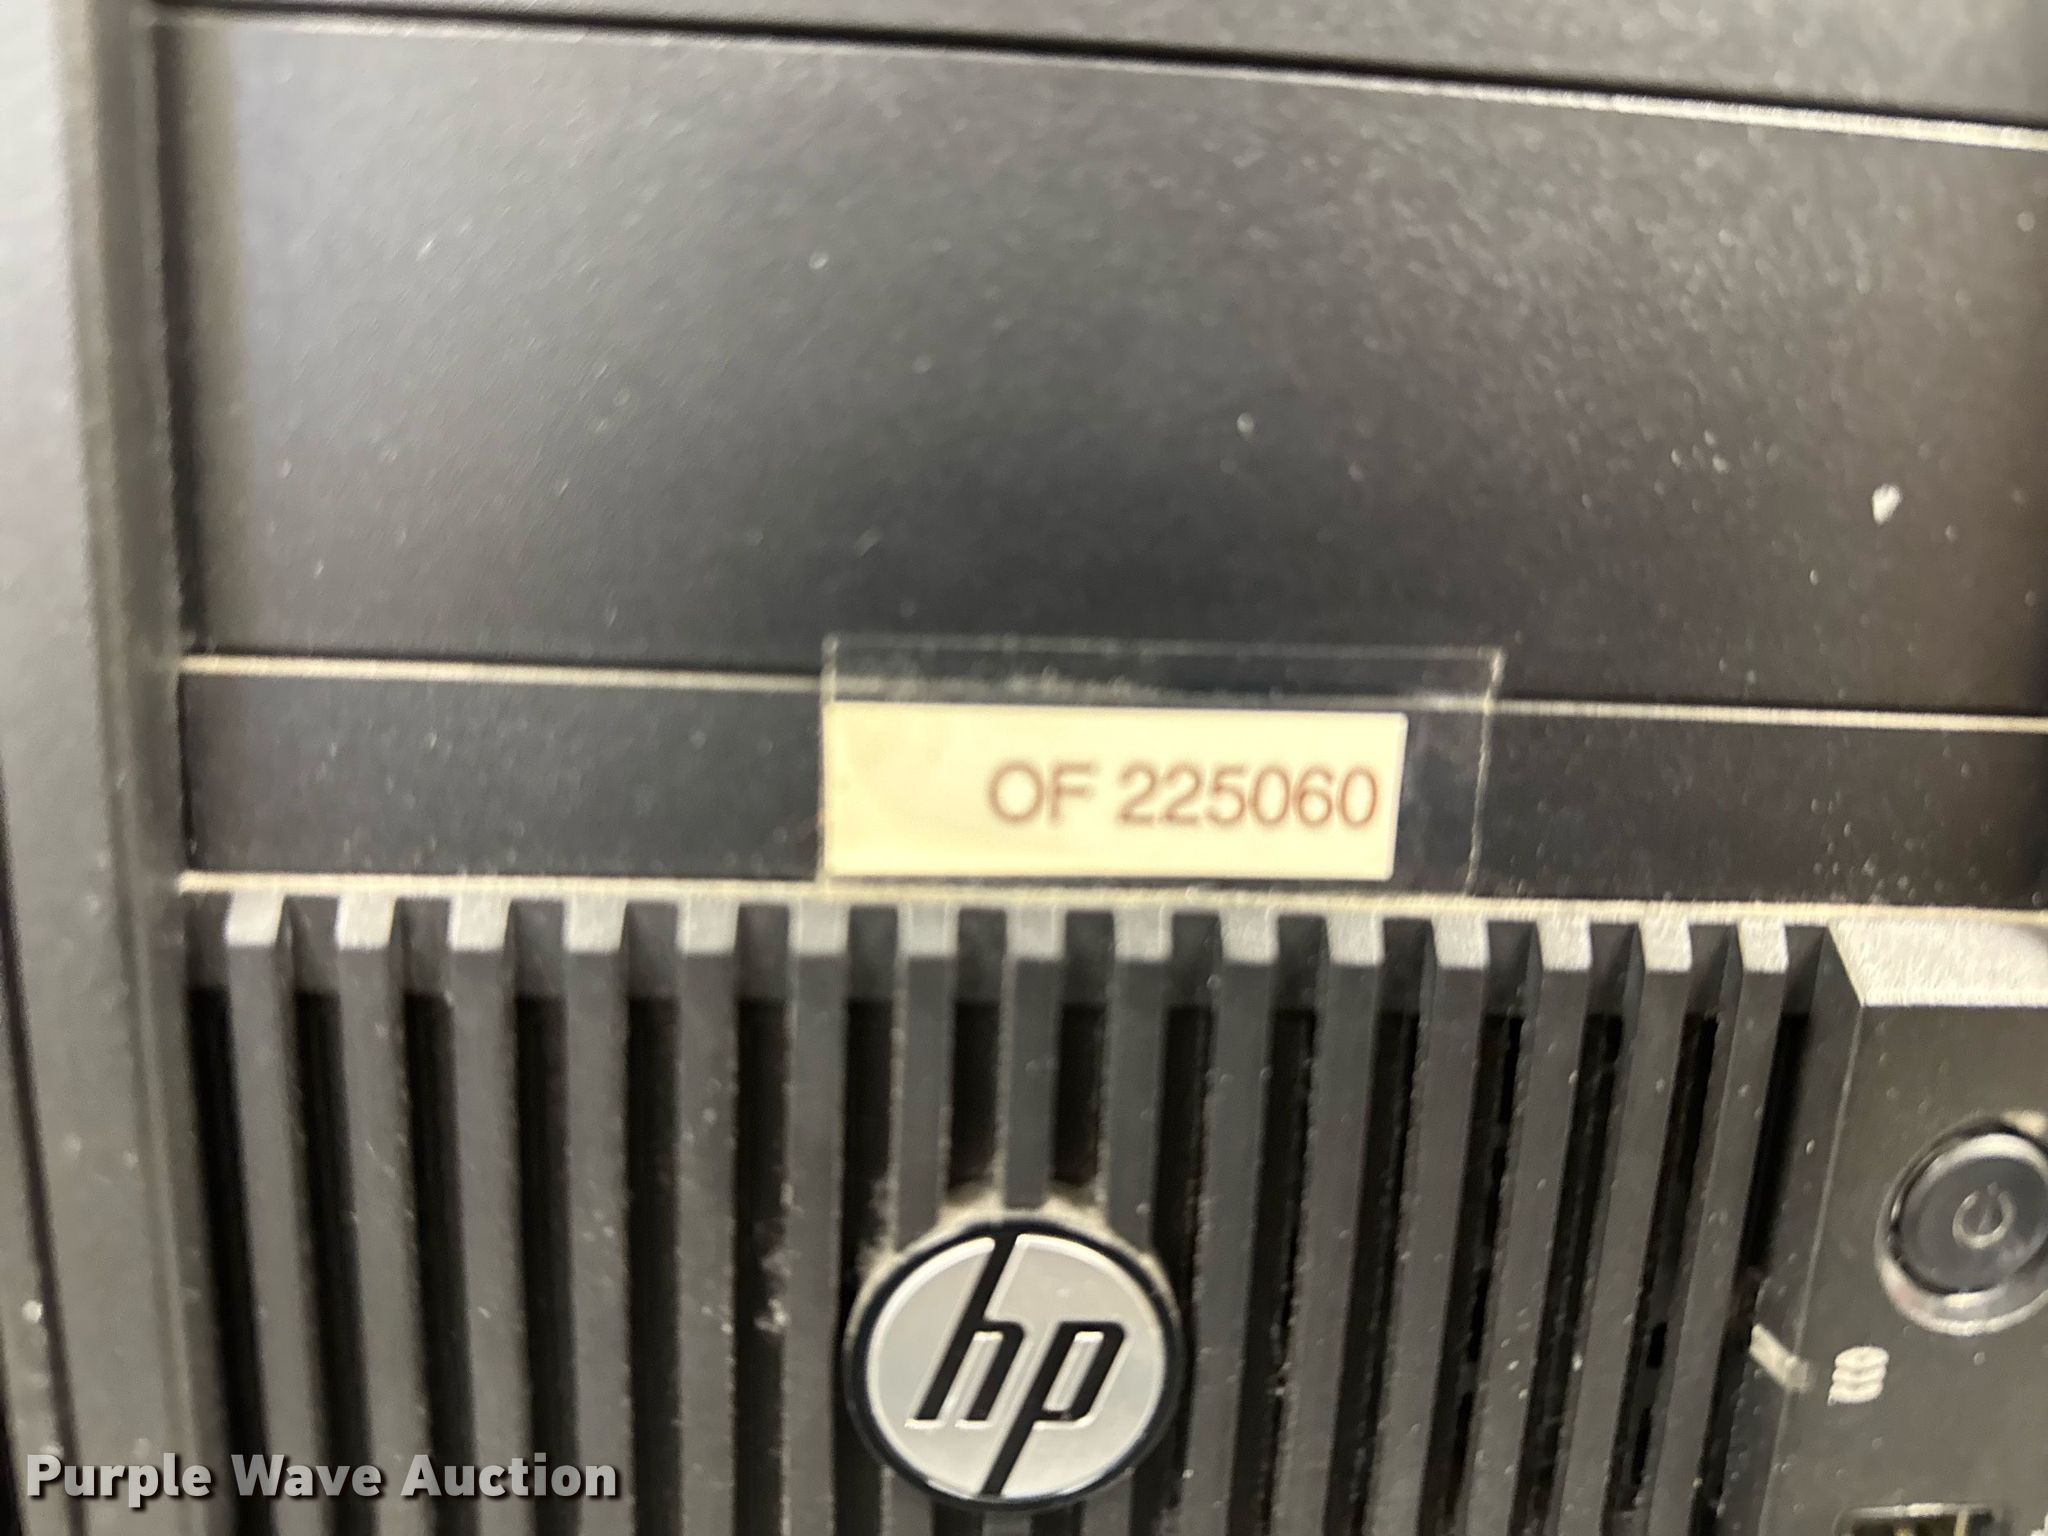 OF 225060
hp
Purple Wave Auction